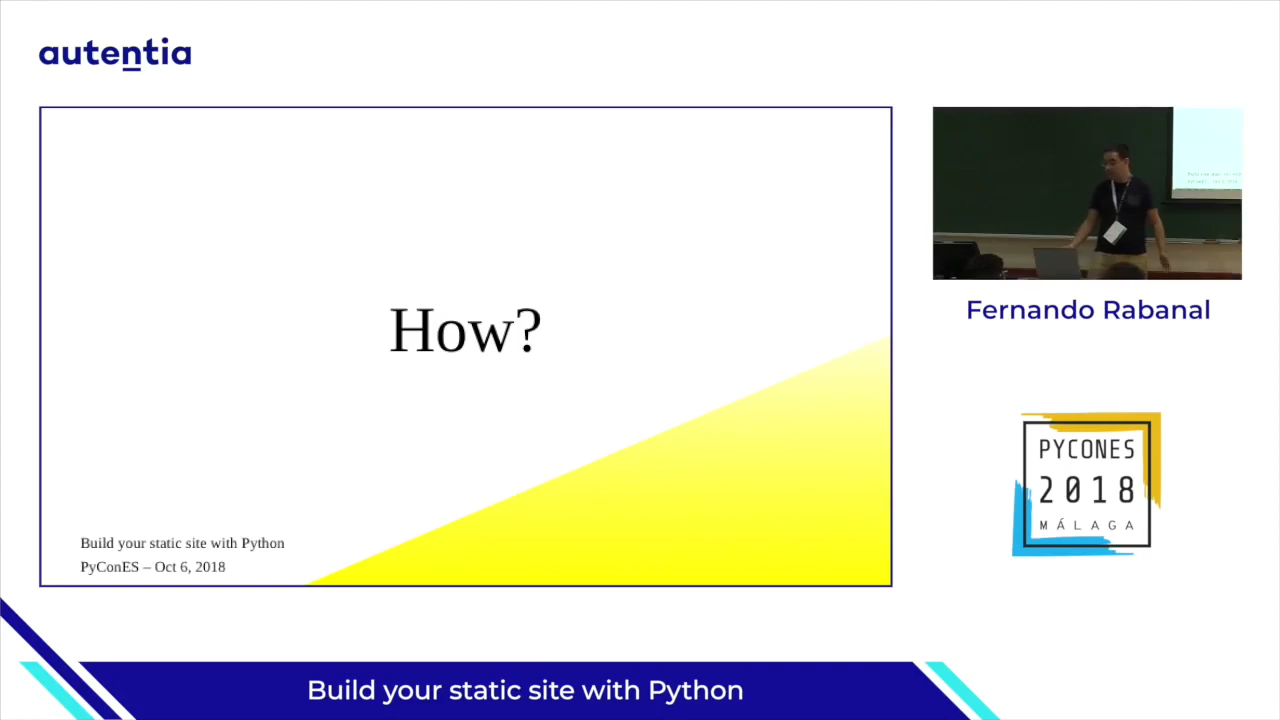 autentia
How?
Build your static site with Python
PyConES – Oct 6, 2018
Fernando Rabanal
PYCONES
2018
MÁLAGA
Build your static site with Python